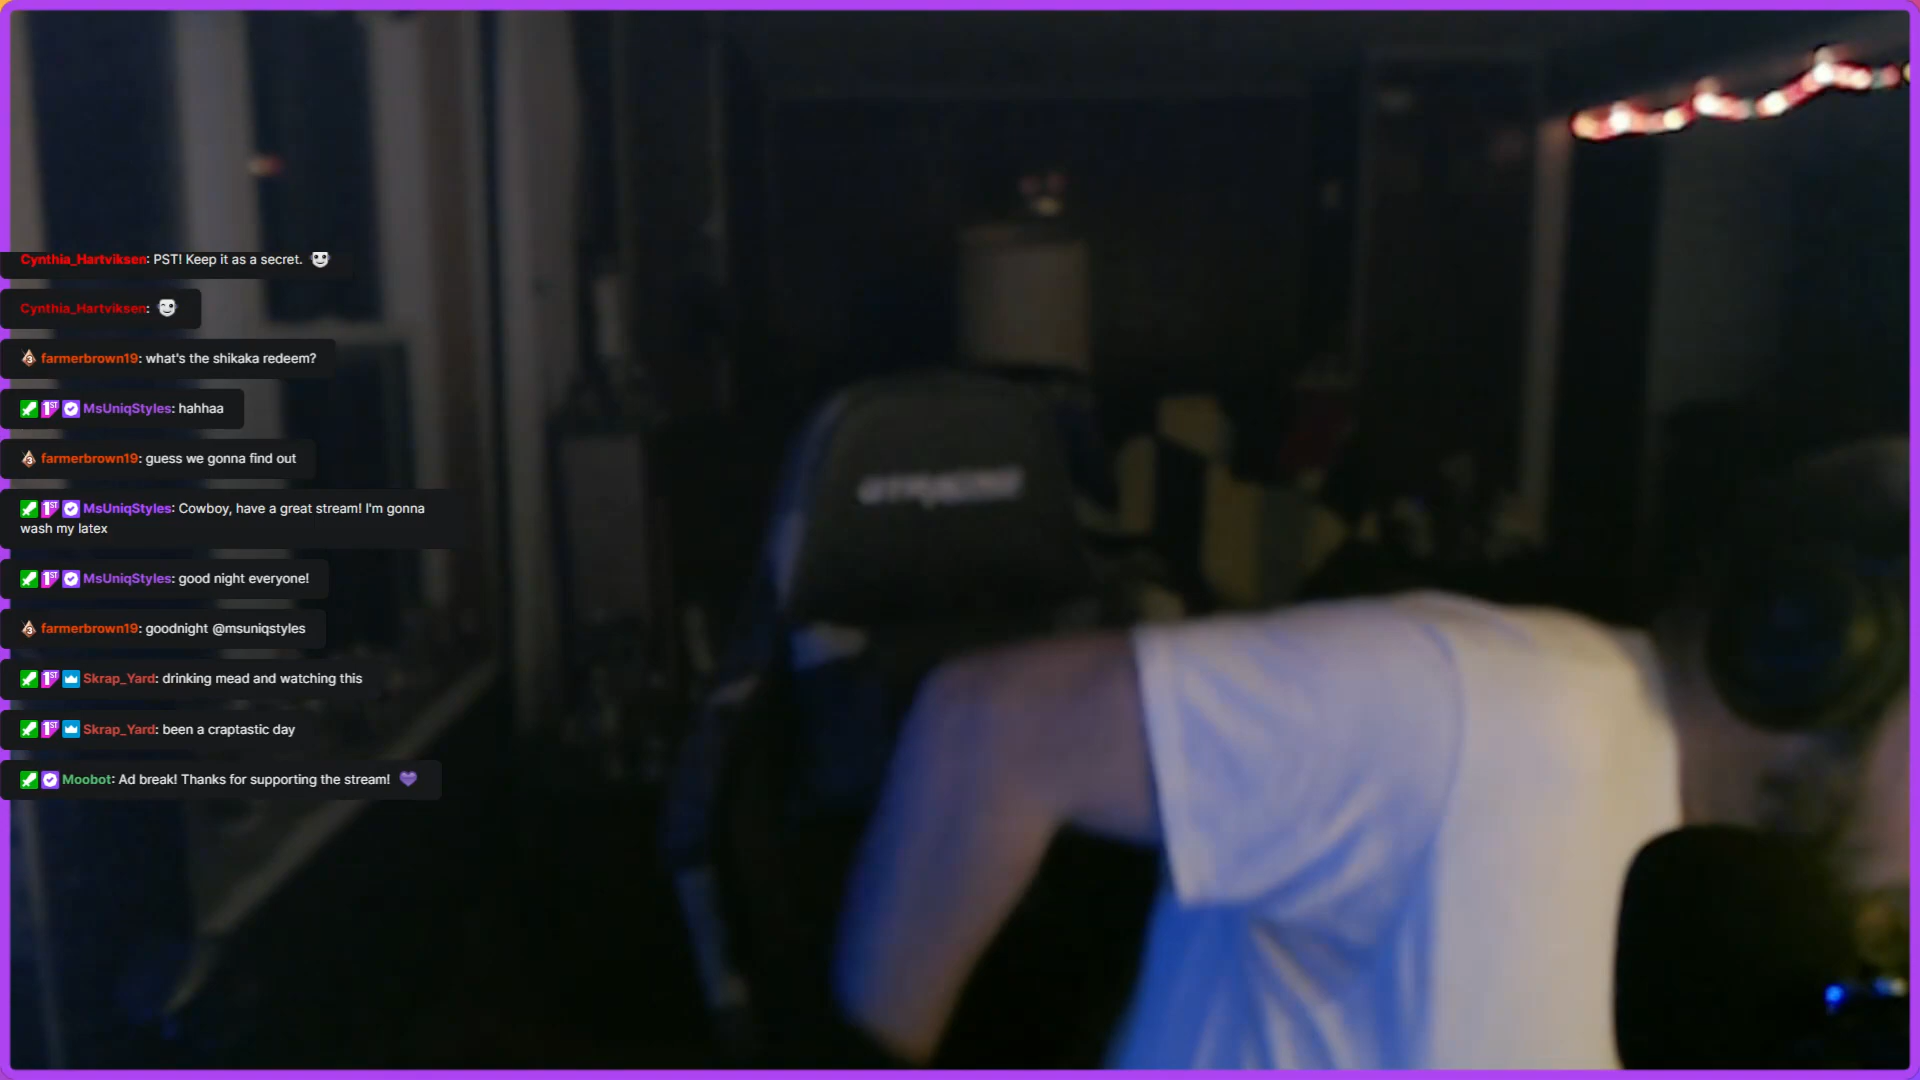 Cynthia_Hartviksen: PST! Keep it as a secret.
Cynthia_Hartviksen:
farmerbrown19: what's the shikaka redeem?
MsUniqStyles: hahhaa
farmerbrown19: guess we gonna find out
MsUniqStyles: Cowboy, have a great stream! I'm gonna
wash my latex
MsUniqStyles: good night everyone!
farmerbrown19: goodnight @msuniqstyles
Skrap_Yard: drinking mead and watching this
Skrap_Yard: been a craptastic day
Moobot: Ad break! Thanks for supporting the stream!
GTRACING